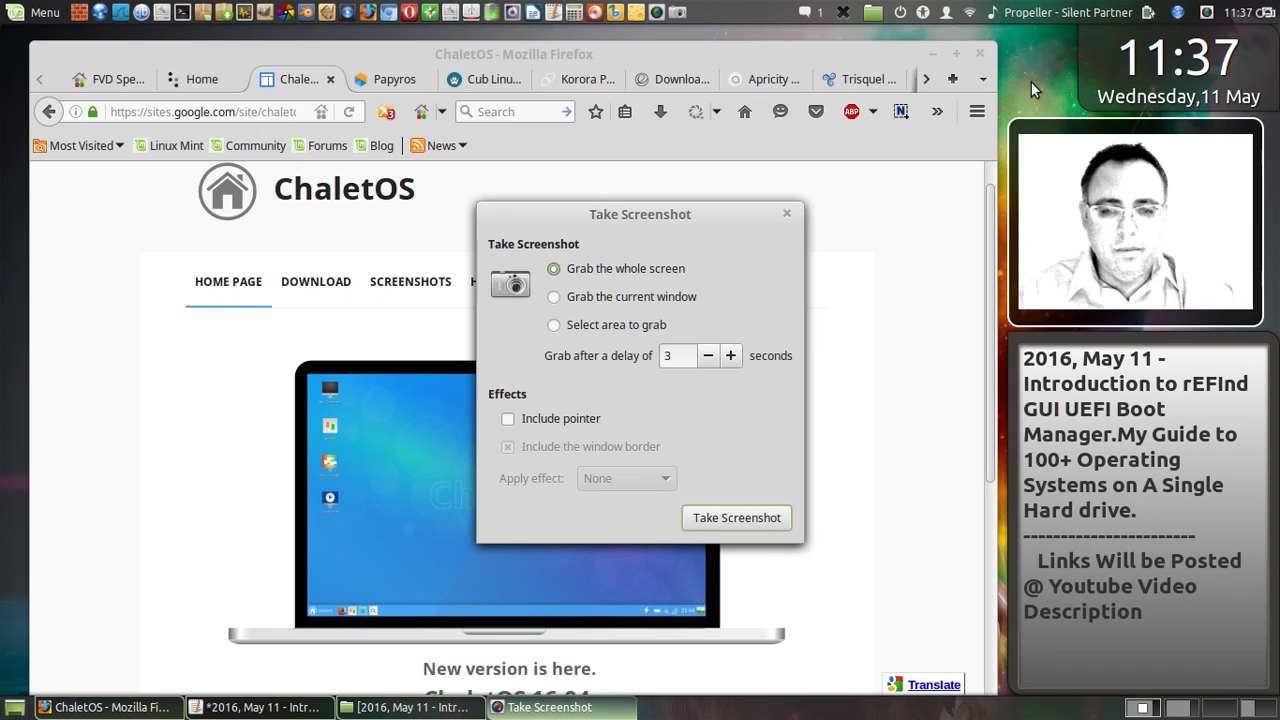 Menu
1
Propeller - Silent Partner
11:37
ChaletOS - Mozilla Firefox
FVD Spe...
Home
Chale...
Papyros
Cub Linu...
Korora P...
Downloa...
Apricity ...
Trisquel ...
https://sites.google.com/site/chalet
3
Search
ABP
N
Most Visited
Linux Mint
Community
Forums
Blog
News
ChaletOS
HOME PAGE
DOWNLOAD
SCREENSHOTS
Take Screenshot
Take Screenshot
Grab the whole screen
Grab the current window
Select area to grab
Grab after a delay of 3 seconds
Effects
Include pointer
Include the window border
Apply effect: None
Take Screenshot
New version is here.
ChaletOS 16.04
Translate
11:37
Wednesday,11 May
2016, May 11 -
Introduction to rEFInd
GUI UEFI Boot
Manager.My Guide to
100+ Operating
Systems on A Single
Hard drive.
-----------------------
Links Will be Posted
@ Youtube Video
Description
ChaletOS - Mozilla Fi...
*2016, May 11 - Intr...
[2016, May 11 - Intr...
Take Screenshot